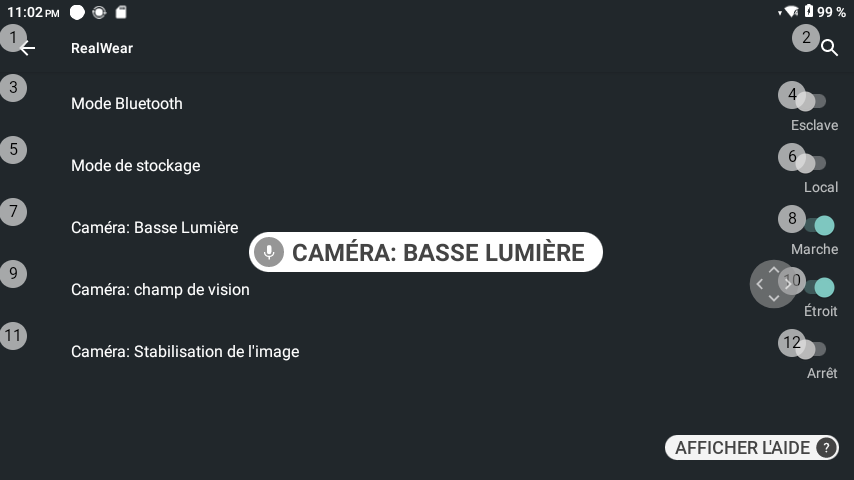 11:02 PM 99 %
1 RealWear 2
3 Mode Bluetooth 4
Esclave
5 Mode de stockage 6
Local
7 Caméra: Basse Lumière 8
Marche
CAMÉRA: BASSE LUMIÈRE
9 Caméra: champ de vision 10
Étroit
11 Caméra: Stabilisation de l'image 12
Arrêt
AFFICHER L'AIDE ?